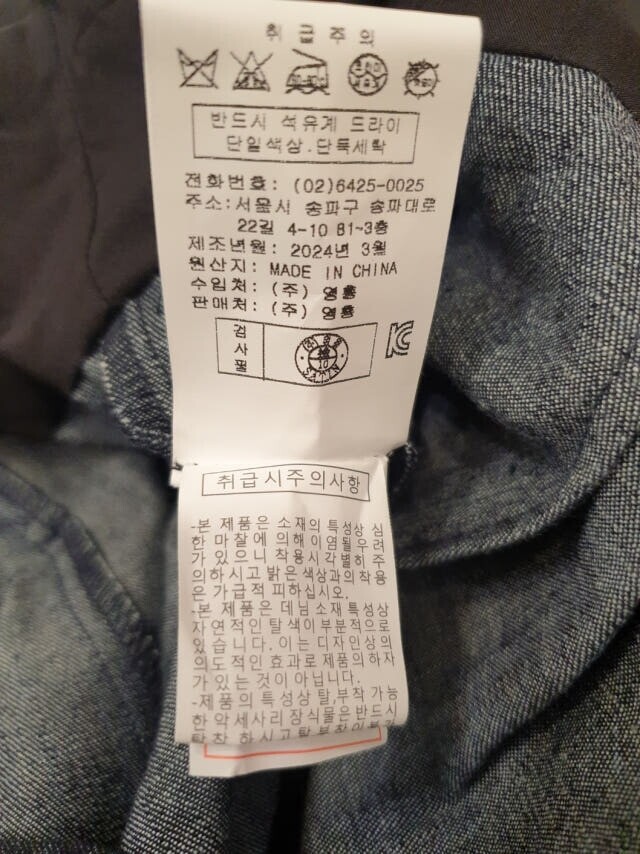 취급주의
반드시 석유계 드라이
단일색상.단독세탁
전화번호: (02)6425-0025
주소:서울시 송파구 송파대로
22길 4-10 B1~3층
제조년월: 2024년 3월
원산지: MADE IN CHINA
수입처: (주) 영흥
판매처: (주) 영흥
검사필
취급시주의사항
-본 제품은 소재의 특성상 심
한 마찰에 의해 이염될우려
가 있으니 착용시 각별히 주
의하시고 밝은 색상과의 착용
은 가급적 피하십시오.
-본 제품은 데님 소재 특성상
자연적인 탈색이 부분적으로
있습니다. 이는 디자인상의
의도적인 효과로 제품의 하자
가 있는 것이 아닙니다.
-제품의 특성상 탈,부착 가능
한 악세사리 장식물은 반드시
탈착 하시고 탈부착이